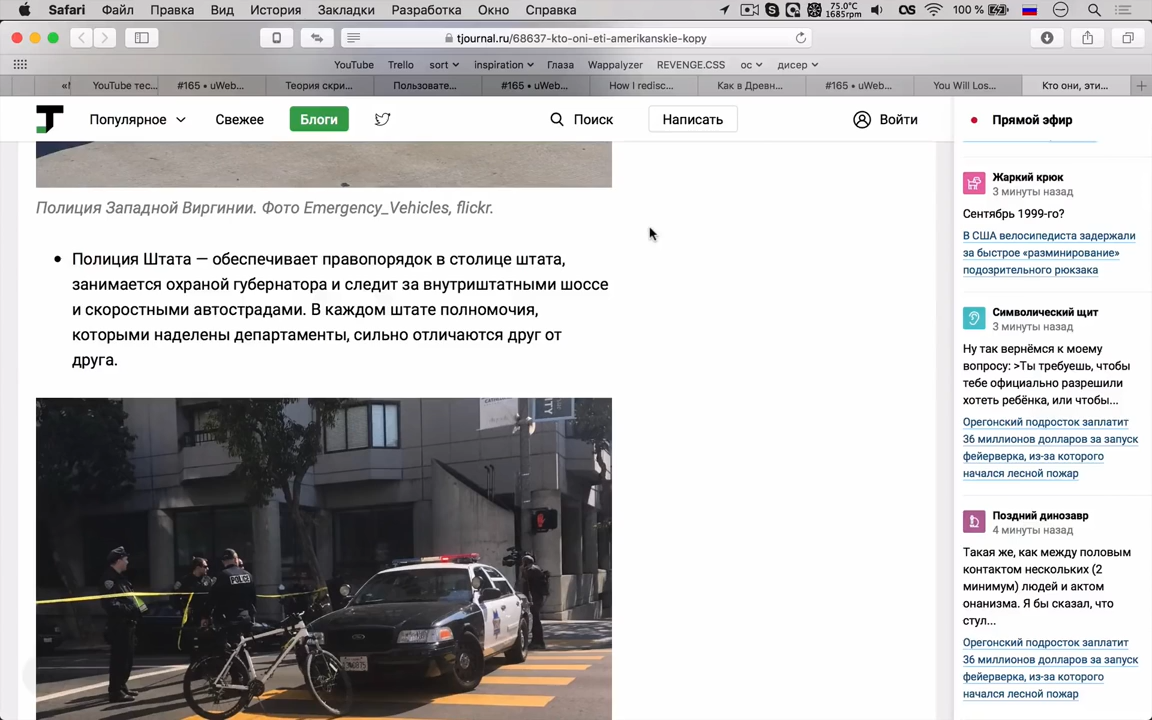 Safari Файл Правка Вид История Закладки Разработка Окно Справка 75.0°C 1685rpm 100 %
tjournal.ru/68637-kto-oni-eti-amerikanskie-kopy
YouTube Trello sort inspiration Глаза Wappalyzer REVENGE.CSS ос дисер
«Н YouTube тес... #165 • uWeb... Теория скри... Пользовате... #165 • uWeb... How I redisc... Как в Древн... #165 • uWeb... You Will Los... Кто они, эти...
Популярное Свежее Блоги Поиск Написать Войти Прямой эфир
Полиция Западной Виргинии. Фото Emergency_Vehicles, flickr.
• Полиция Штата — обеспечивает правопорядок в столице штата,
занимается охраной губернатора и следит за внутриштатными шоссе
и скоростными автострадами. В каждом штате полномочия,
которыми наделены департаменты, сильно отличаются друг от
друга.
POLICE
Жаркий крюк
3 минуты назад
Сентябрь 1999-го?
В США велосипедиста задержали
за быстрое «разминирование»
подозрительного рюкзака
Символический щит
3 минуты назад
Ну так вернёмся к моему
вопросу: >Ты требуешь, чтобы
тебе официально разрешили
хотеть ребёнка, или чтобы...
Орегонский подросток заплатит
36 миллионов долларов за запуск
фейерверка, из-за которого
начался лесной пожар
Поздний динозавр
4 минуты назад
Такая же, как между половым
контактом нескольких (2
минимум) людей и актом
онанизма. Я бы сказал, что
стул...
Орегонский подросток заплатит
36 миллионов долларов за запуск
фейерверка, из-за которого
начался лесной пожар